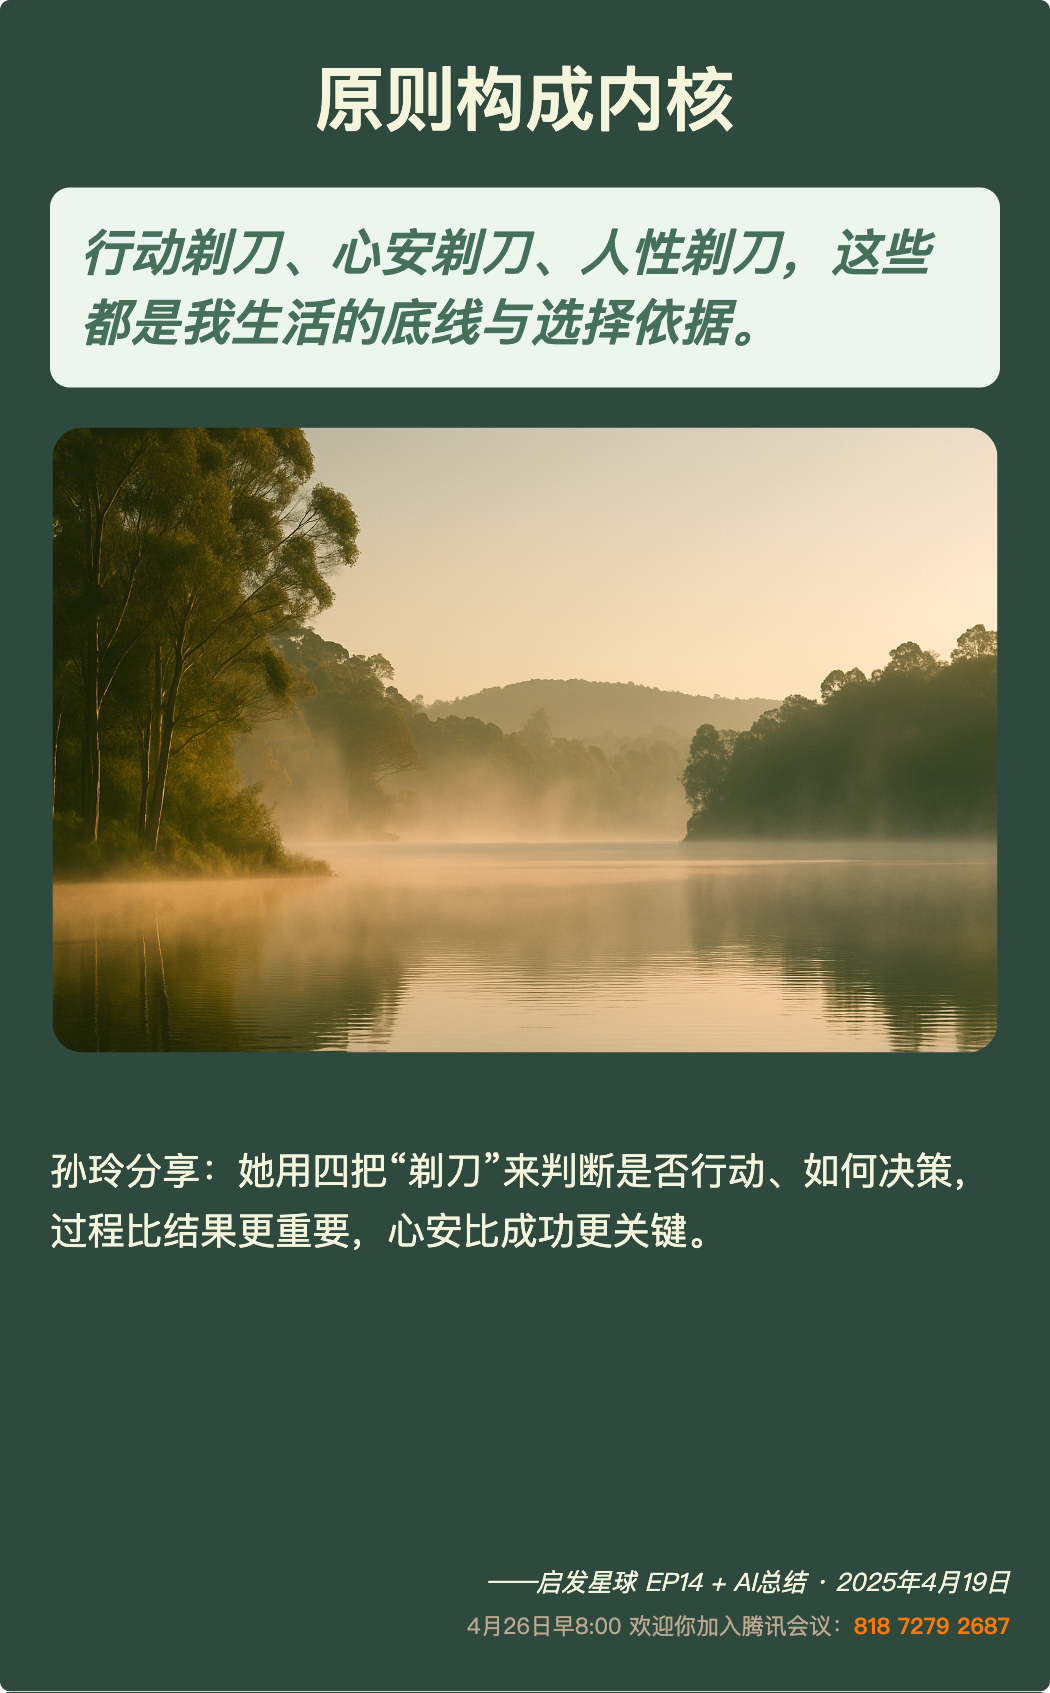 原则构成内核
行动剃刀、心安剃刀、人性剃刀，这些
都是我生活的底线与选择依据。
孙玲分享：她用四把“剃刀”来判断是否行动、如何决策，
过程比结果更重要，心安比成功更关键。
——启发星球 EP14 + AI总结 · 2025年4月19日
4月26日早8:00 欢迎你加入腾讯会议：818 7279 2687